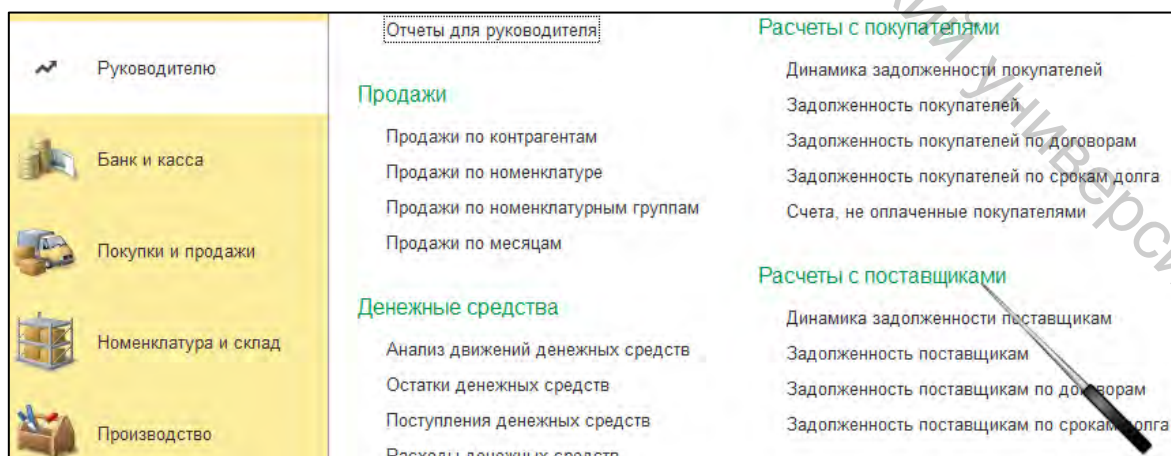 Руководителю
Банк и касса
Покупки и продажи
Номенклатура и склад
Производство
Отчеты для руководителя
Продажи
Продажи по контрагентам
Продажи по номенклатуре
Продажи по номенклатурным группам
Продажи по месяцам
Денежные средства
Анализ движений денежных средств
Остатки денежных средств
Поступления денежных средств
Расходы денежных средств
Расчеты с покупателями
Динамика задолженности покупателей
Задолженность покупателей
Задолженность покупателей по договорам
Задолженность покупателей по срокам долга
Счета, не оплаченные покупателями
Расчеты с поставщиками
Динамика задолженности поставщикам
Задолженность поставщикам
Задолженность поставщикам по договорам
Задолженность поставщикам по срокам долга